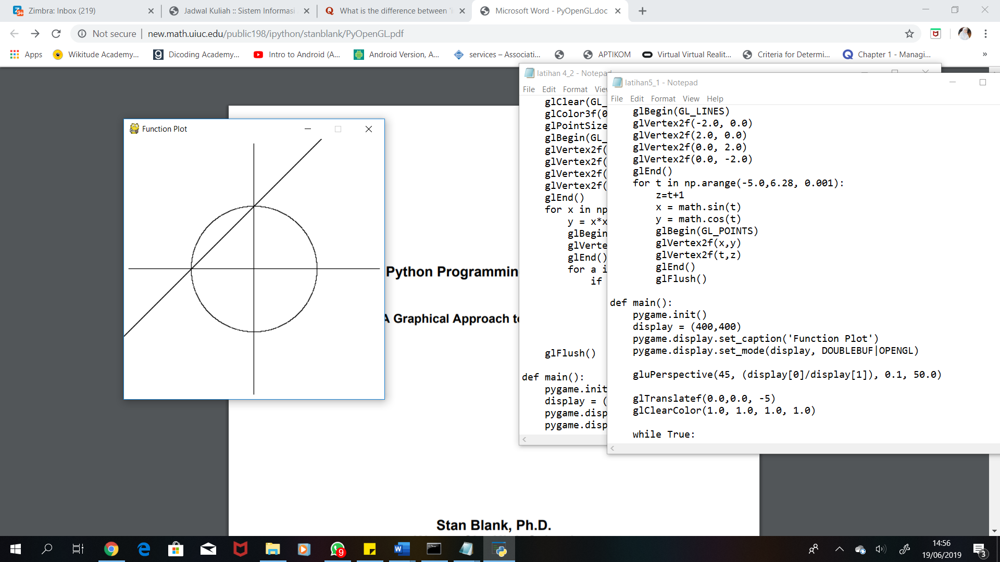 Zimbra: Inbox (219)
Jadwal Kuliah :: Sistem Informasi
What is the difference between 'i
Microsoft Word - PyOpenGL.doc
Not secure | new.math.uiuc.edu/public198/ipython/stanblank/PyOpenGL.pdf
Apps
Wikitude Academy...
Dicoding Academy...
Intro to Android (A...
Android Version, A...
services – Associati...
APTIKOM
Virtual Virtual Realit...
Criteria for Determi...
Chapter 1 - Managi...
»
Function Plot
Python Programmin
A Graphical Approach to
Stan Blank, Ph.D.
latihan 4_2 - Notepad
File Edit Format View
glClear(GL_
glColor3f(0
glPointSize
glBegin(GL_
glVertex2f(
glVertex2f(
glVertex2f(
glVertex2f(
glEnd()
for x in np
y = x*x
glBegin
glVerte
glEnd()
for a i
if
glFlush()
def main():
pygame.init
display = (
pygame.disp
pygame.disp
latihan5_1 - Notepad
File Edit Format View Help
glBegin(GL_LINES)
glVertex2f(-2.0, 0.0)
glVertex2f(2.0, 0.0)
glVertex2f(0.0, 2.0)
glVertex2f(0.0, -2.0)
glEnd()
for t in np.arange(-5.0,6.28, 0.001):
z=t+1
x = math.sin(t)
y = math.cos(t)
glBegin(GL_POINTS)
glVertex2f(x,y)
glVertex2f(t,z)
glEnd()
glFlush()
def main():
pygame.init()
display = (400,400)
pygame.display.set_caption('Function Plot')
pygame.display.set_mode(display, DOUBLEBUF|OPENGL)
gluPerspective(45, (display[0]/display[1]), 0.1, 50.0)
glTranslatef(0.0,0.0, -5)
glClearColor(1.0, 1.0, 1.0, 1.0)
while True:
9
14:56
19/06/2019
3